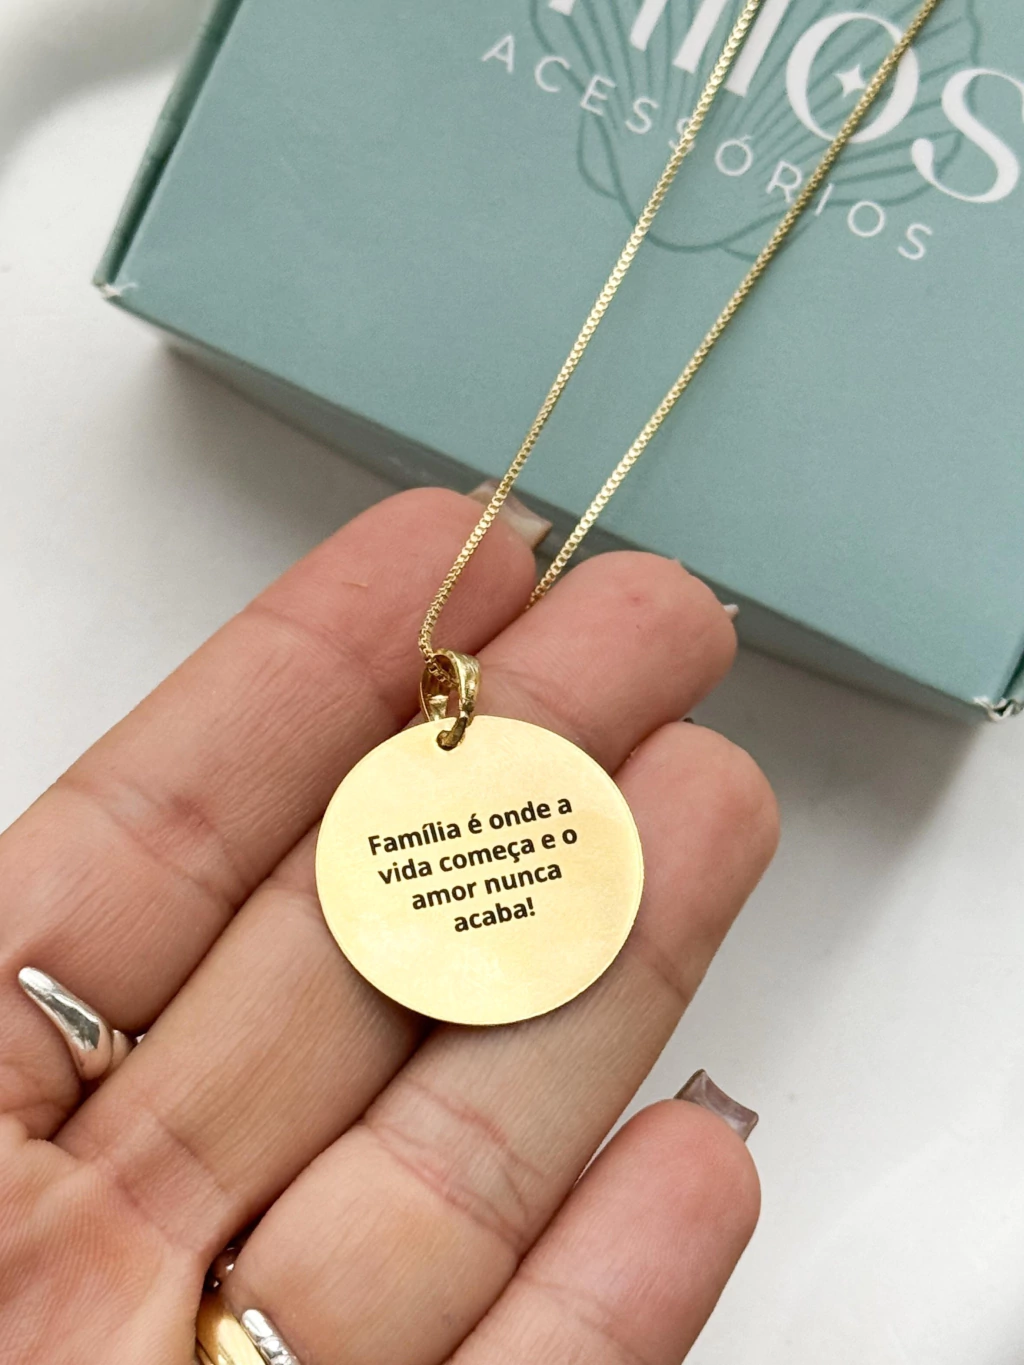 ACESSÓRIOS
Família é onde a
vida começa e o
amor nunca
acaba!